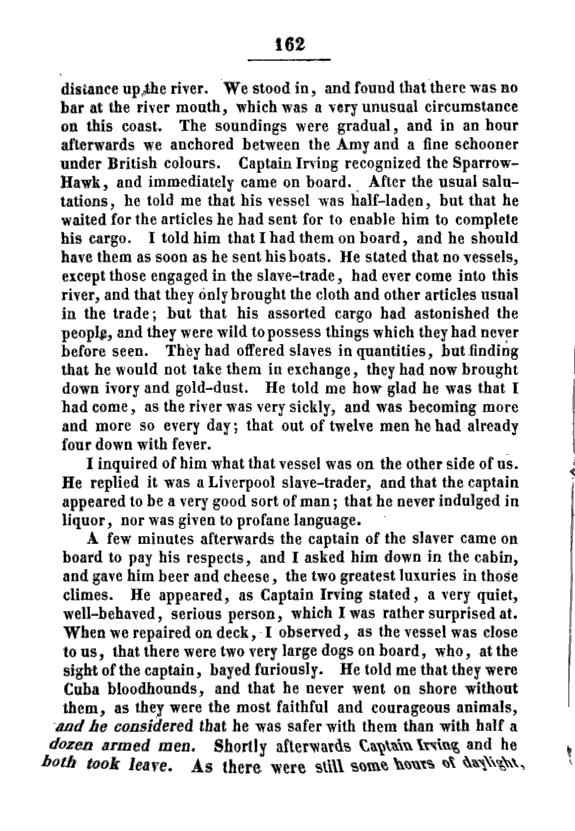 162
distance up the river. We stood in, and found that there was no
bar at the river mouth, which was a very unusual circumstance
on this coast. The soundings were gradual, and in an hour
afterwards we anchored between the Amy and a fine schooner
under British colours. Captain Irving recognized the Sparrow-
Hawk, and immediately came on board. After the usual salu-
tations, he told me that his vessel was half-laden, but that he
waited for the articles he had sent for to enable him to complete
his cargo. I told him that I had them on board, and he should
have them as soon as he sent his boats. He stated that no vessels,
except those engaged in the slave-trade, had ever come into this
river, and that they only brought the cloth and other articles usual
in the trade; but that his assorted cargo had astonished the
people, and they were wild to possess things which they had never
before seen. They had offered slaves in quantities, but finding
that he would not take them in exchange, they had now brought
down ivory and gold-dust. He told me how glad he was that I
had come, as the river was very sickly, and was becoming more
and more so every day; that out of twelve men he had already
four down with fever.
I inquired of him what that vessel was on the other side of us.
He replied it was a Liverpool slave-trader, and that the captain
appeared to be a very good sort of man; that he never indulged in
liquor, nor was given to profane language.
A few minutes afterwards the captain of the slaver came on
board to pay his respects, and I asked him down in the cabin,
and gave him beer and cheese, the two greatest luxuries in those
climes. He appeared, as Captain Irving stated, a very quiet,
well-behaved, serious person, which I was rather surprised at.
When we repaired on deck, I observed, as the vessel was close
to us, that there were two very large dogs on board, who, at the
sight of the captain, bayed furiously. He told me that they were
Cuba bloodhounds, and that he never went on shore without
them, as they were the most faithful and courageous animals,
and he considered that he was safer with them than with half a
dozen armed men. Shortly afterwards Captain Irving and he
both took leave. As there were still some hours of daylight,